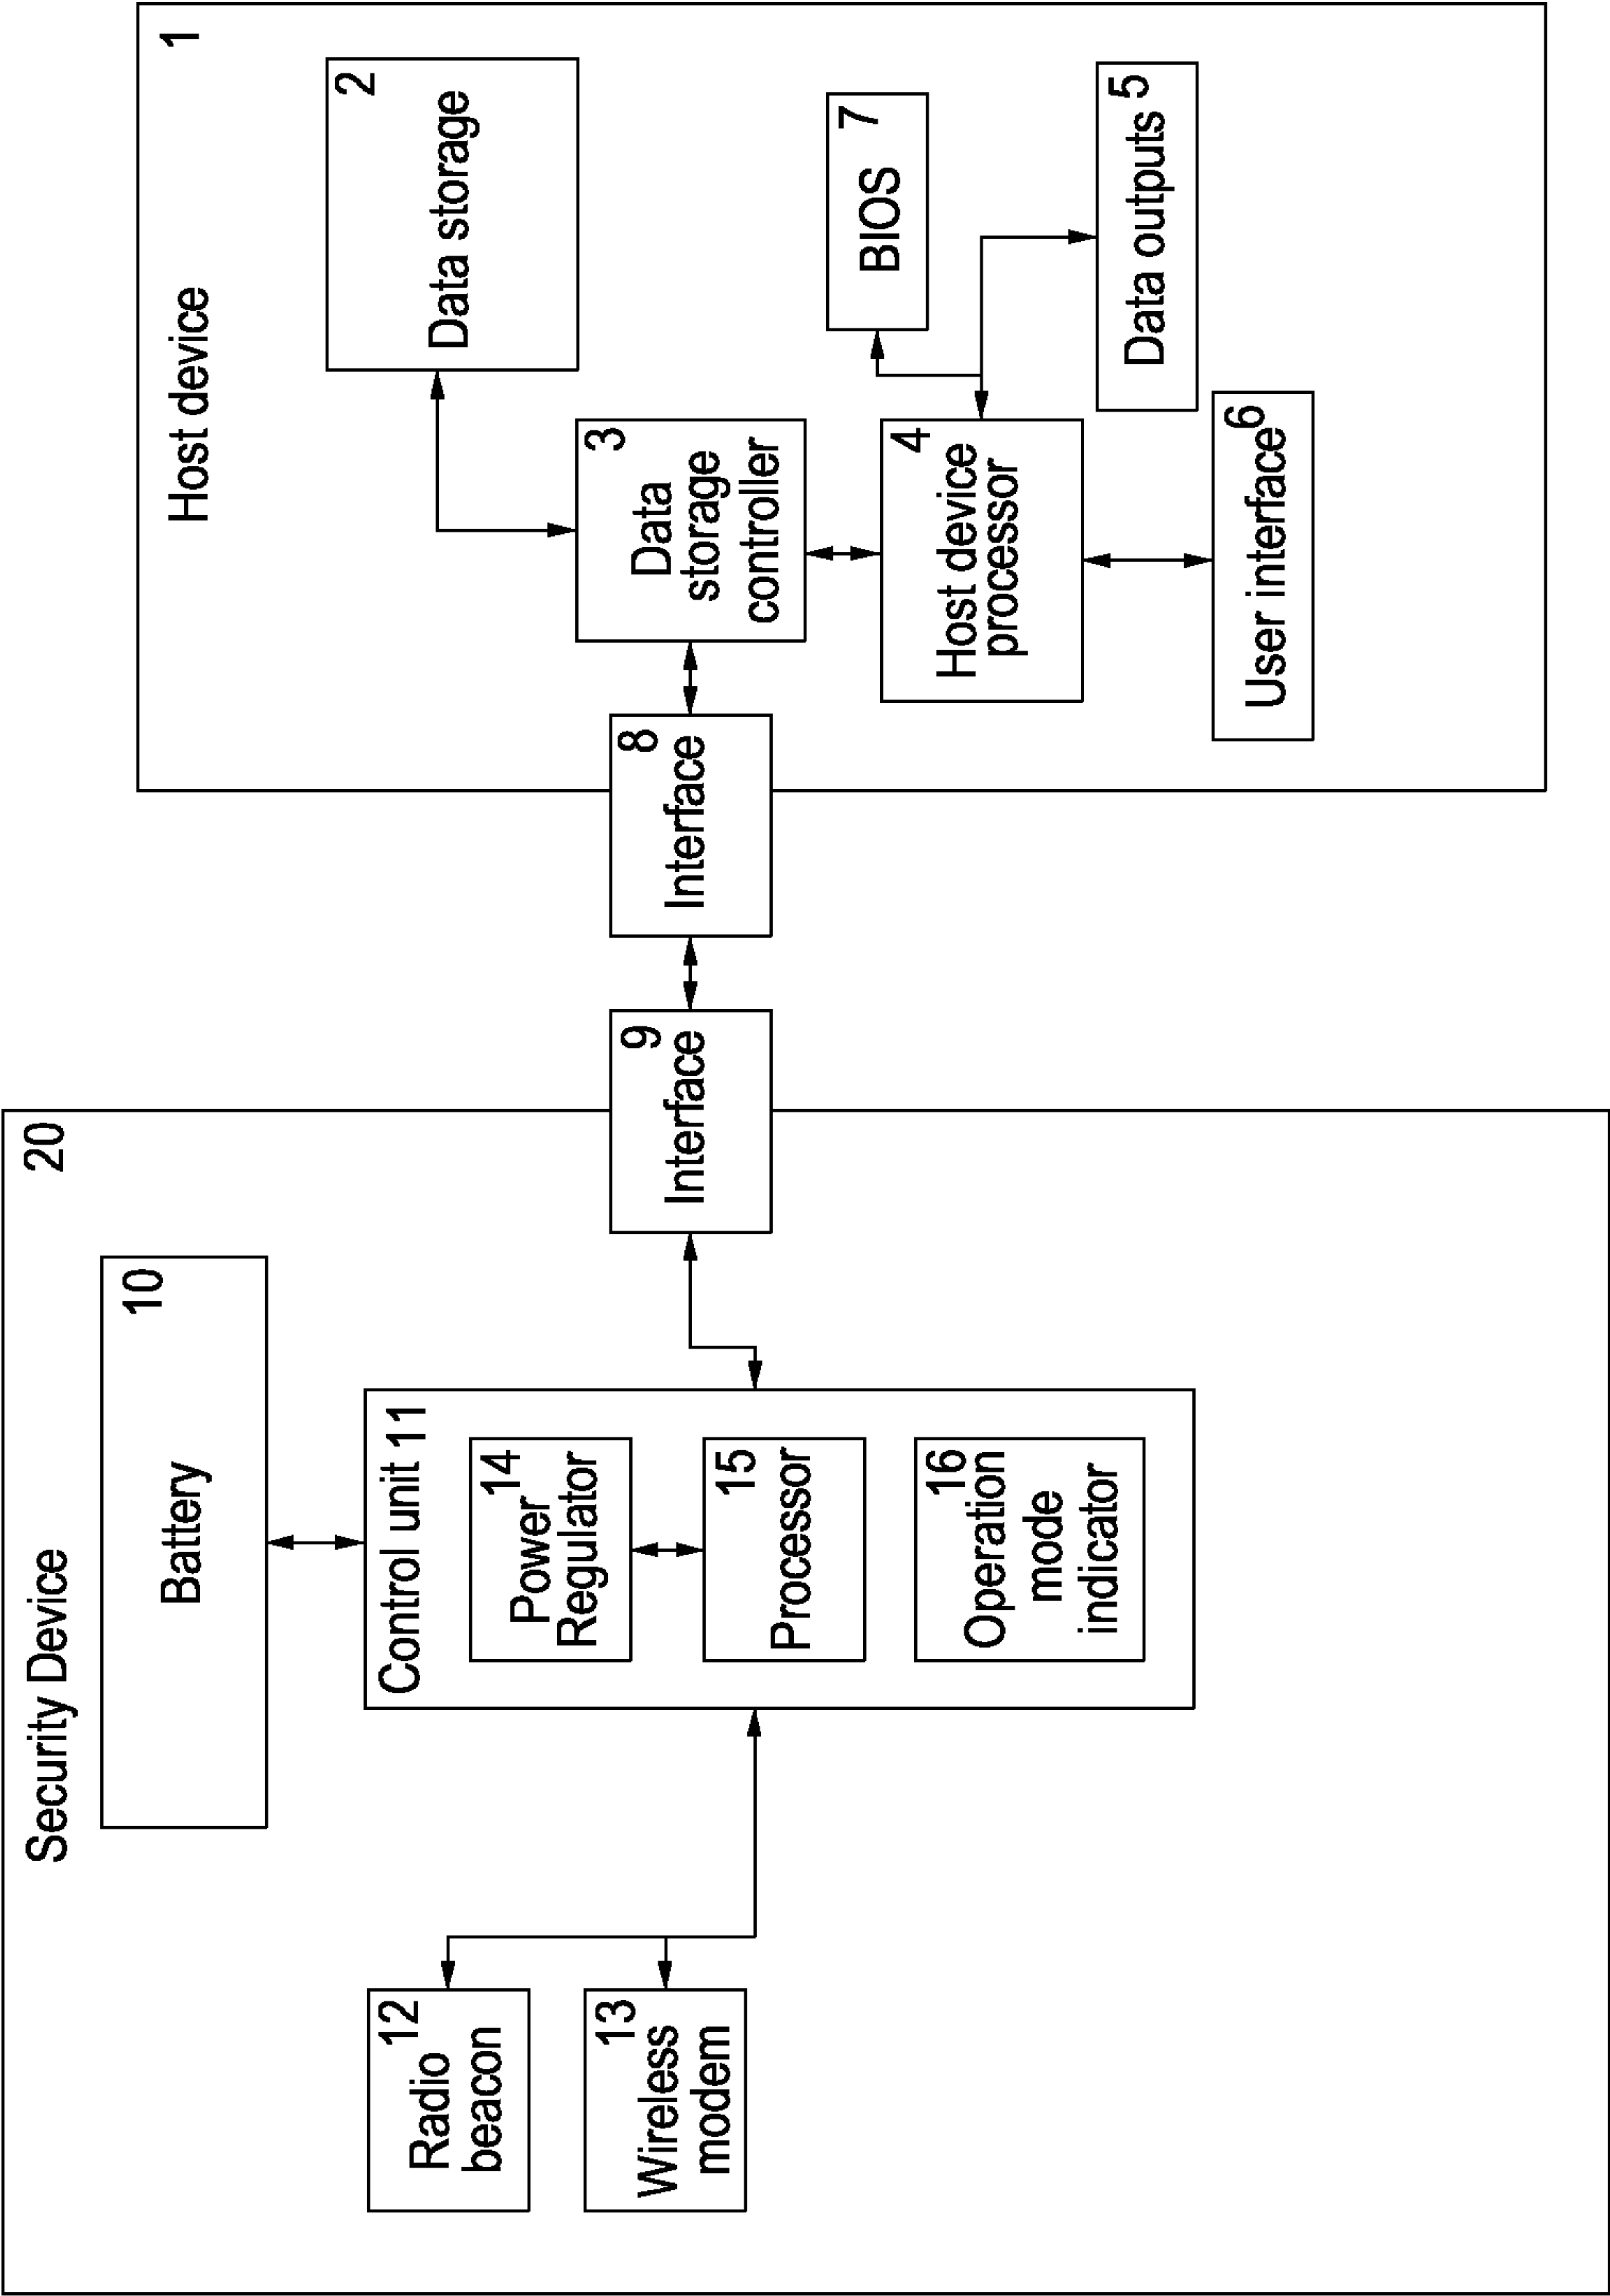 Security Device
20
Battery
10
Control unit 11
14
Power
Regulator
15
Processor
16
Operation
mode
indicator
12
Radio
beacon
13
Wireless
modem
9
Interface
8
Interface
Host device
1
2
Data storage
3
Data
storage
controller
4
Host device
processor
7
BIOS
Data outputs 5
User interface 6